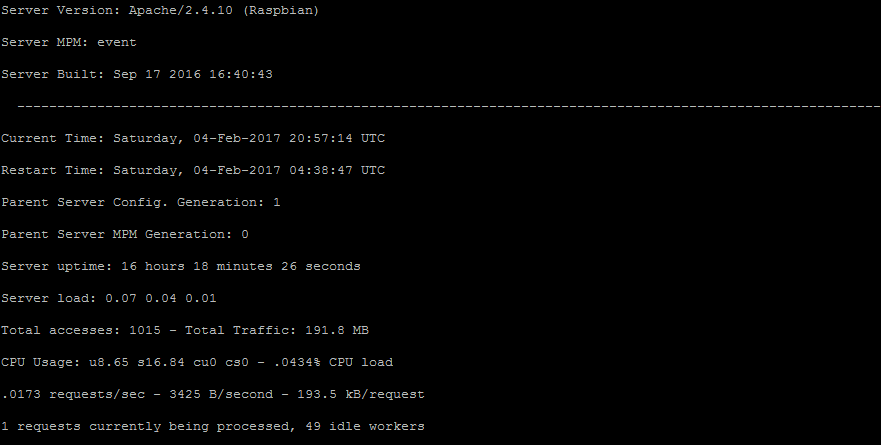 Server Version: Apache/2.4.10 (Raspbian)
Server MPM: event
Server Built: Sep 17 2016 16:40:43
------------------------------------------------------------------------------------------------------------
Current Time: Saturday, 04-Feb-2017 20:57:14 UTC
Restart Time: Saturday, 04-Feb-2017 04:38:47 UTC
Parent Server Config. Generation: 1
Parent Server MPM Generation: 0
Server uptime: 16 hours 18 minutes 26 seconds
Server load: 0.07 0.04 0.01
Total accesses: 1015 - Total Traffic: 191.8 MB
CPU Usage: u8.65 s16.84 cu0 cs0 - .0434% CPU load
.0173 requests/sec - 3425 B/second - 193.5 kB/request
1 requests currently being processed, 49 idle workers